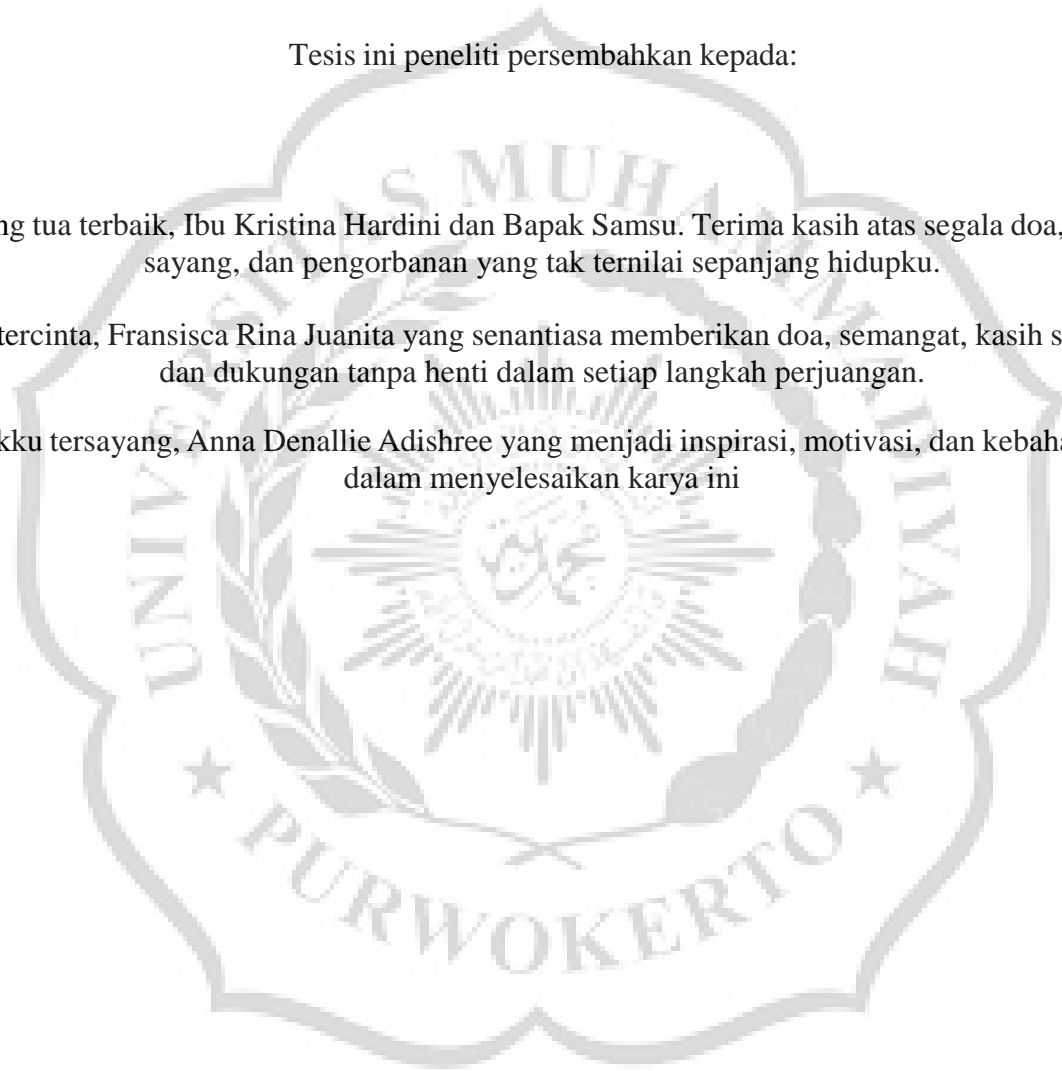 Tesis ini peneliti persembahkan kepada:
ng tua terbaik, Ibu Kristina Hardini dan Bapak Samsu. Terima kasih atas segala doa,
sayang, dan pengorbanan yang tak ternilai sepanjang hidupku.
tercinta, Fransisca Rina Juanita yang senantiasa memberikan doa, semangat, kasih s
dan dukungan tanpa henti dalam setiap langkah perjuangan.
kku tersayang, Anna Denallie Adishree yang menjadi inspirasi, motivasi, dan kebaha
dalam menyelesaikan karya ini
UNIVERSITAS MUHAMMADIYAH
PURWOKERTO